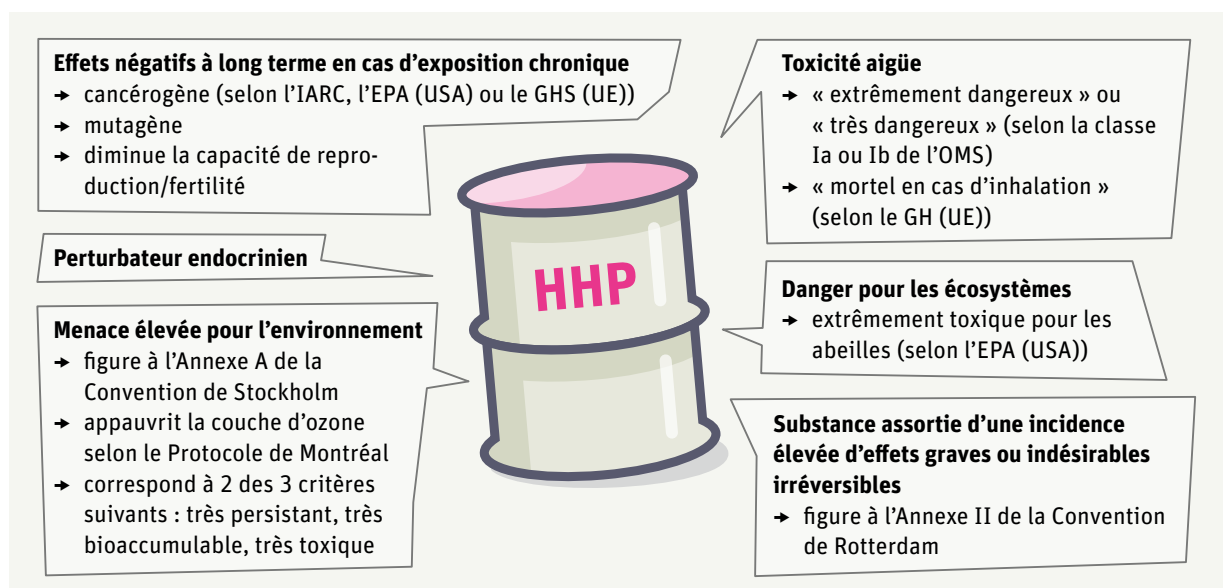 Effets négatifs à long terme en cas d'exposition chronique
➔ cancérogène (selon l'IARC, l'EPA (USA) ou le GHS (UE))
➔ mutagène
➔ diminue la capacité de repro-
duction/fertilité
Perturbateur endocrinien
Menace élevée pour l'environnement
➔ figure à l'Annexe A de la
Convention de Stockholm
➔ appauvrit la couche d'ozone
selon le Protocole de Montréal
➔ correspond à 2 des 3 critères
suivants : très persistant, très
bioaccumulable, très toxique
HHP
Toxicité aigüe
➔ « extrêmement dangereux » ou
« très dangereux » (selon la classe
Ia ou Ib de l'OMS)
➔ « mortel en cas d'inhalation »
(selon le GH (UE))
Danger pour les écosystèmes
➔ extrêmement toxique pour les
abeilles (selon l'EPA (USA))
Substance assortie d'une incidence
élevée d'effets graves ou indésirables
irréversibles
➔ figure à l'Annexe II de la Convention
de Rotterdam